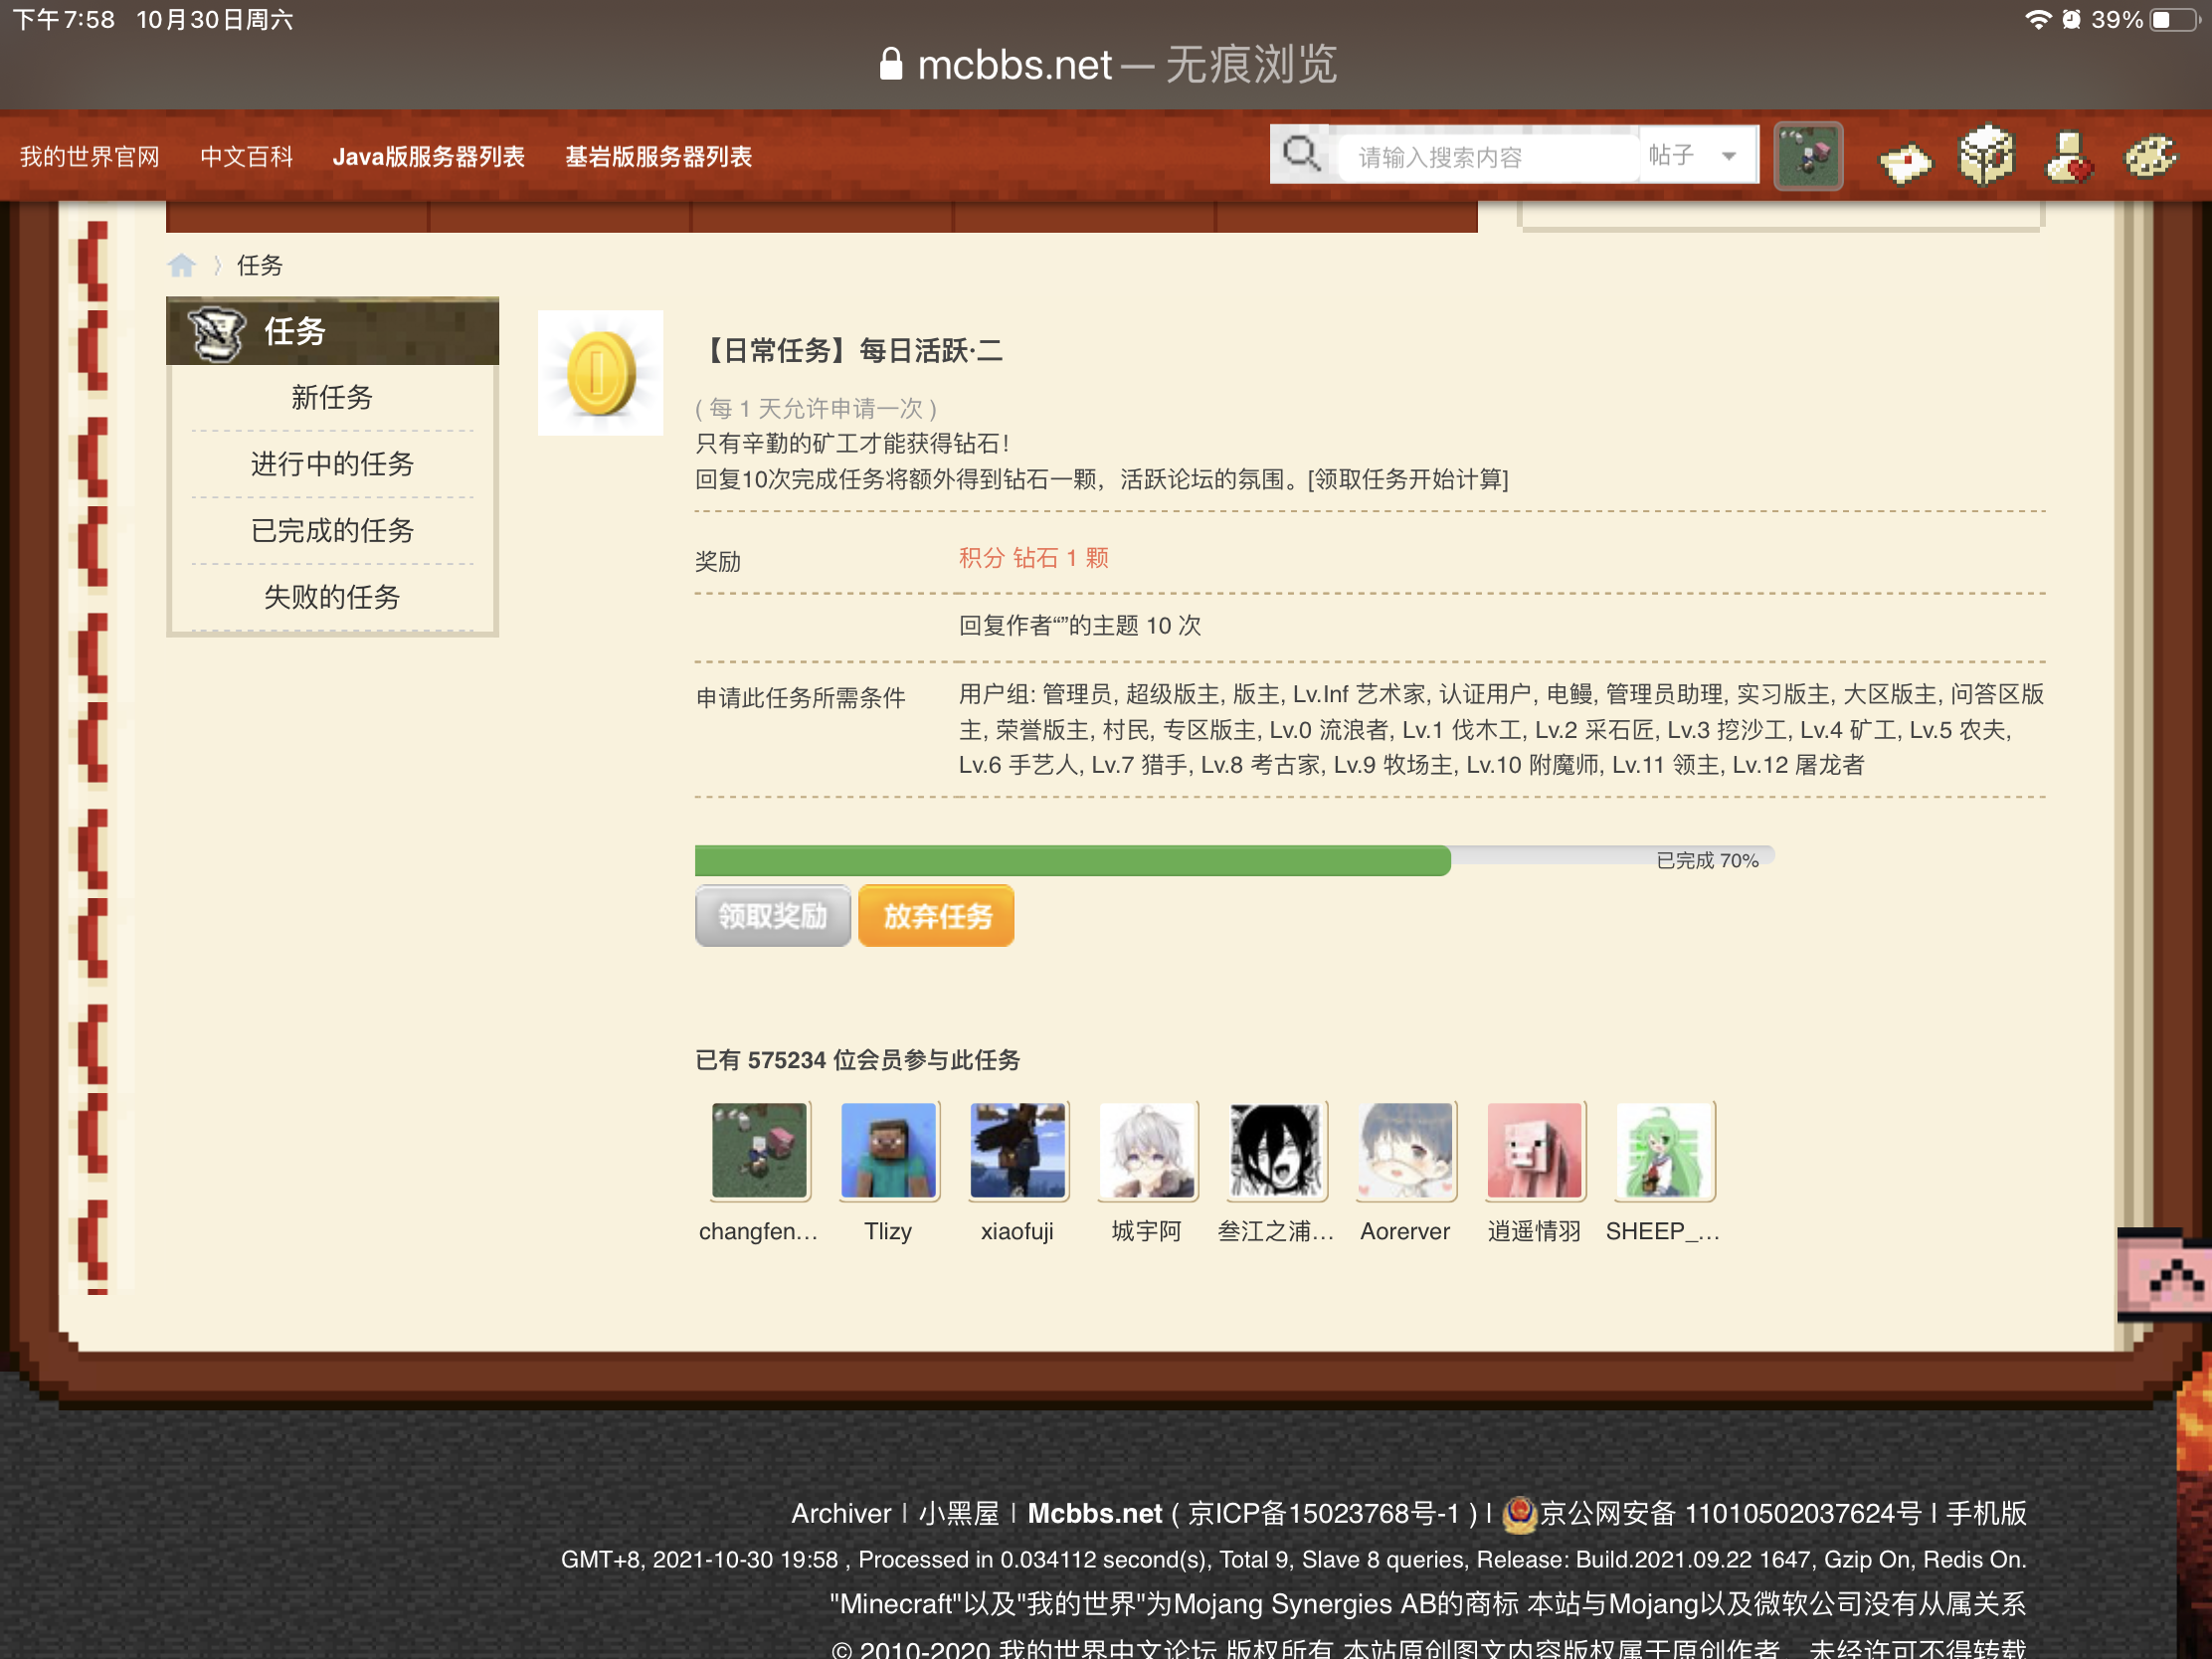 下午7:58 10月30日周六
39%
mcbbs.net — 无痕浏览
我的世界官网 中文百科 Java版服务器列表 基岩版服务器列表
请输入搜索内容 帖子
任务
任务
新任务
进行中的任务
已完成的任务
失败的任务
【日常任务】每日活跃·二
( 每 1 天允许申请一次 )
只有辛勤的矿工才能获得钻石!
回复10次完成任务将额外得到钻石一颗，活跃论坛的氛围。[领取任务开始计算]
奖励 积分 钻石 1 颗
回复作者“”的主题 10 次
申请此任务所需条件 用户组: 管理员, 超级版主, 版主, Lv.Inf 艺术家, 认证用户, 电鳗, 管理员助理, 实习版主, 大区版主, 问答区版
主, 荣誉版主, 村民, 专区版主, Lv.0 流浪者, Lv.1 伐木工, Lv.2 采石匠, Lv.3 挖沙工, Lv.4 矿工, Lv.5 农夫,
Lv.6 手艺人, Lv.7 猎手, Lv.8 考古家, Lv.9 牧场主, Lv.10 附魔师, Lv.11 领主, Lv.12 屠龙者
已完成 70%
领取奖励 放弃任务
已有 575234 位会员参与此任务
changfen... Tlizy xiaofuji 城宇阿 叁江之浦... Aorerver 逍遥情羽 SHEEP_...
Archiver | 小黑屋 | Mcbbs.net ( 京ICP备15023768号-1 ) | 京公网安备 11010502037624号 | 手机版
GMT+8, 2021-10-30 19:58 , Processed in 0.034112 second(s), Total 9, Slave 8 queries, Release: Build.2021.09.22 1647, Gzip On, Redis On.
"Minecraft"以及"我的世界"为Mojang Synergies AB的商标 本站与Mojang以及微软公司没有从属关系
© 2010-2020 我的世界中文论坛 版权所有 本站原创图文内容版权属于原创作者，未经许可不得转载